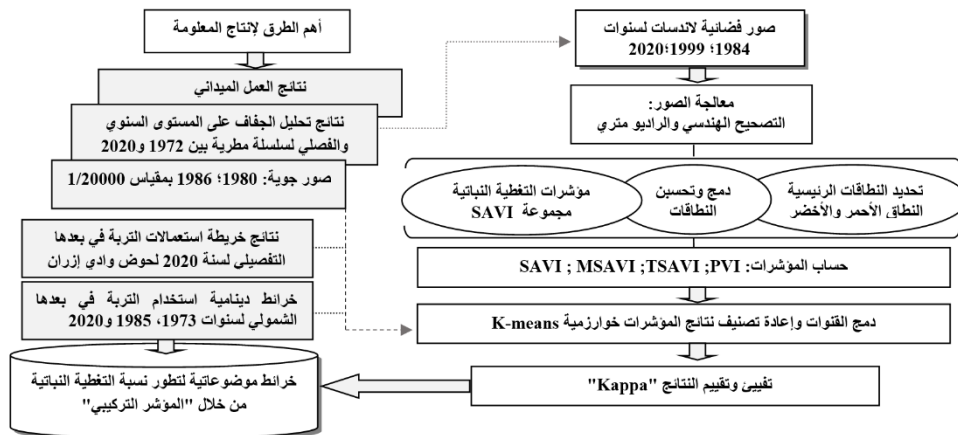 أهم الطرق لإنتاج المعلومة
نتائج العمل الميداني
نتائج تحليل الجفاف على المستوى السنوي
والفصلي لسلسلة مطرية بين 1972 و2020
صور جوية: 1980؛ 1986 بمقياس 1/20000
نتائج خريطة استعمالات التربة في بعدها
التفصيلي لسنة 2020 لحوض وادي إزران
خرائط دينامية استخدام التربة في بعدها
الشمولي لسنوات 1973، 1985 و2020
خرائط موضوعاتية لتطور نسبة التغطية النباتية
من خلال "المؤشر التركيبي"
صور فضائية لاندسات لسنوات
1984؛ 1999؛2020
معالجة الصور:
التصحيح الهندسي والراديو متري
تحديد النطاقات الرئيسية
النطاق الأحمر والأخضر
دمج وتحسين
النطاقات
مؤشرات التغطية النباتية
مجموعة SAVI
حساب المؤشرات: SAVI ; MSAVI ;TSAVI ;PVI
دمج القنوات وإعادة تصنيف نتائج المؤشرات خوارزمية K-means
تفييئ وتقييم النتائج "Kappa"